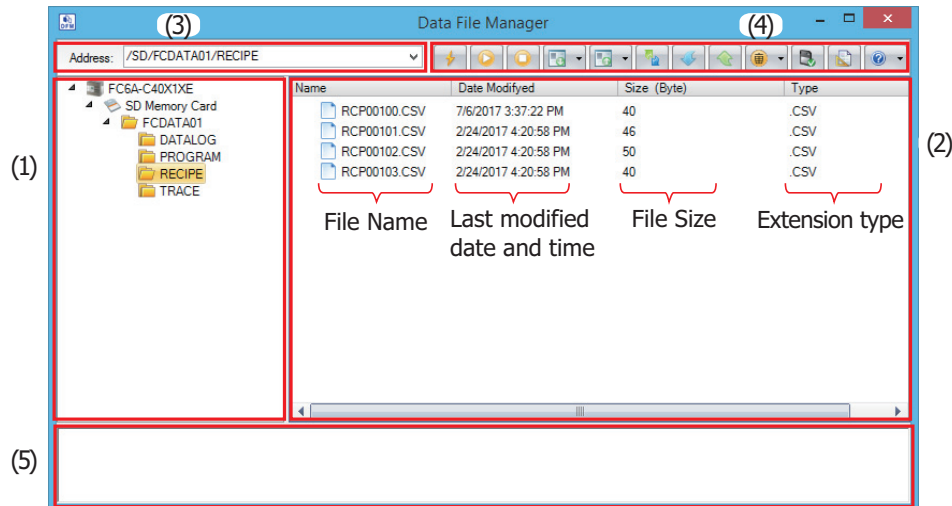 DFM
Data File Manager
(3)
(4)
Address: /SD/FCDATA01/RECIPE
FC6A-C40X1XE
SD Memory Card
FCDATA01
DATALOG
PROGRAM
RECIPE
TRACE
(1)
Name Date Modifyed Size (Byte) Type
RCP00100.CSV 7/6/2017 3:37:22 PM 40 .CSV
RCP00101.CSV 2/24/2017 4:20:58 PM 46 .CSV
RCP00102.CSV 2/24/2017 4:20:58 PM 50 .CSV
RCP00103.CSV 2/24/2017 4:20:58 PM 40 .CSV
(2)
File Name
Last modified
date and time
File Size
Extension type
(5)